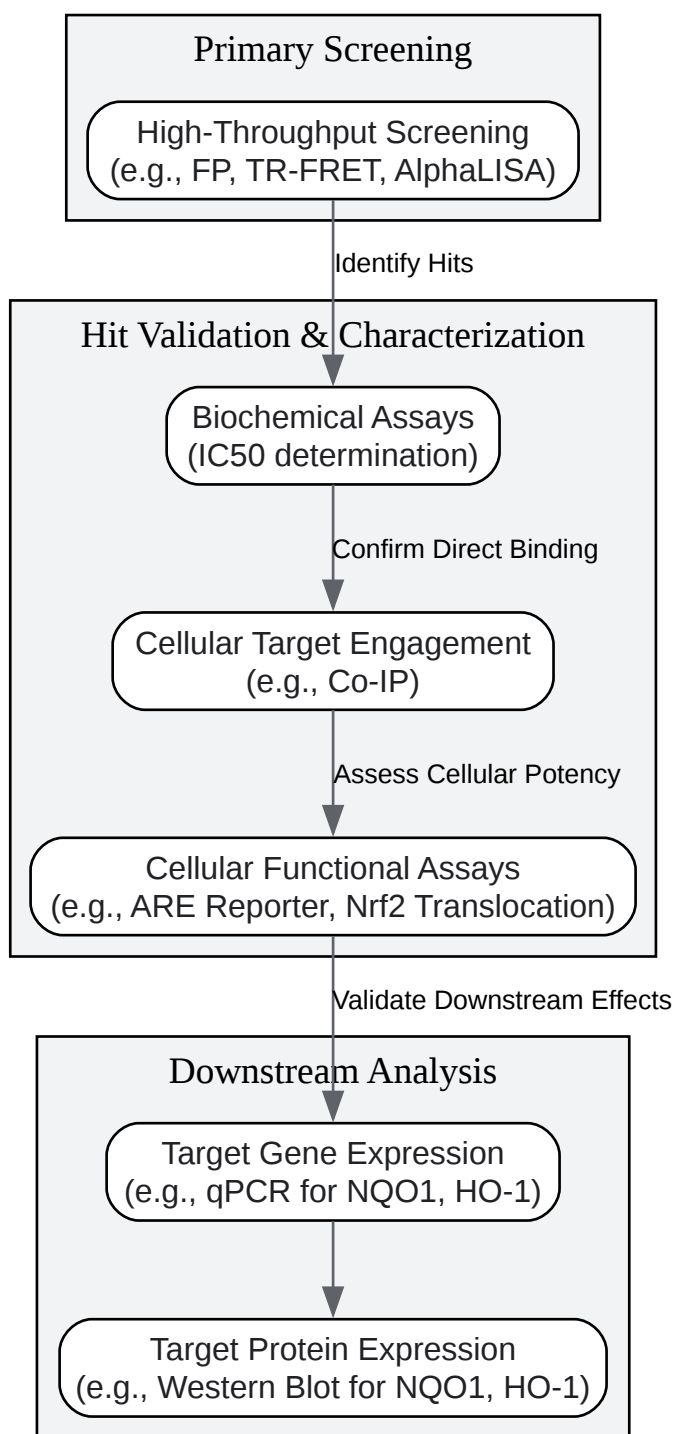 Primary Screening
High-Throughput Screening
(e.g., FP, TR-FRET, AlphaLISA)
Identify Hits
Hit Validation & Characterization
Biochemical Assays
(IC50 determination)
Confirm Direct Binding
Cellular Target Engagement
(e.g., Co-IP)
Assess Cellular Potency
Cellular Functional Assays
(e.g., ARE Reporter, Nrf2 Translocation)
Validate Downstream Effects
Downstream Analysis
Target Gene Expression
(e.g., qPCR for NQO1, HO-1)
Target Protein Expression
(e.g., Western Blot for NQO1, HO-1)